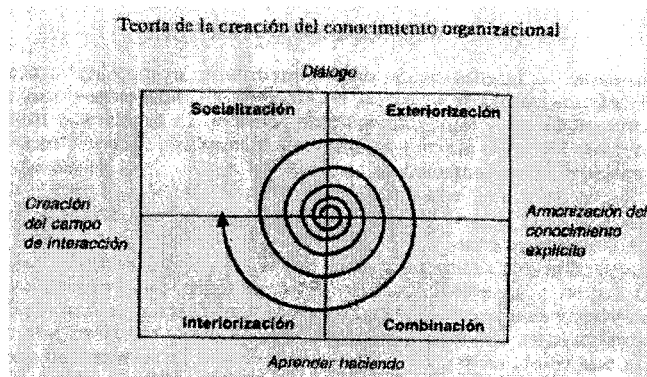 Teoría de la creación del conocimiento organizacional
Diálogo
Socialización
Exteriorización
Creación
del campo
de interacción
Armonización del
conocimiento
explícito
Interiorización
Combinación
Aprender haciendo